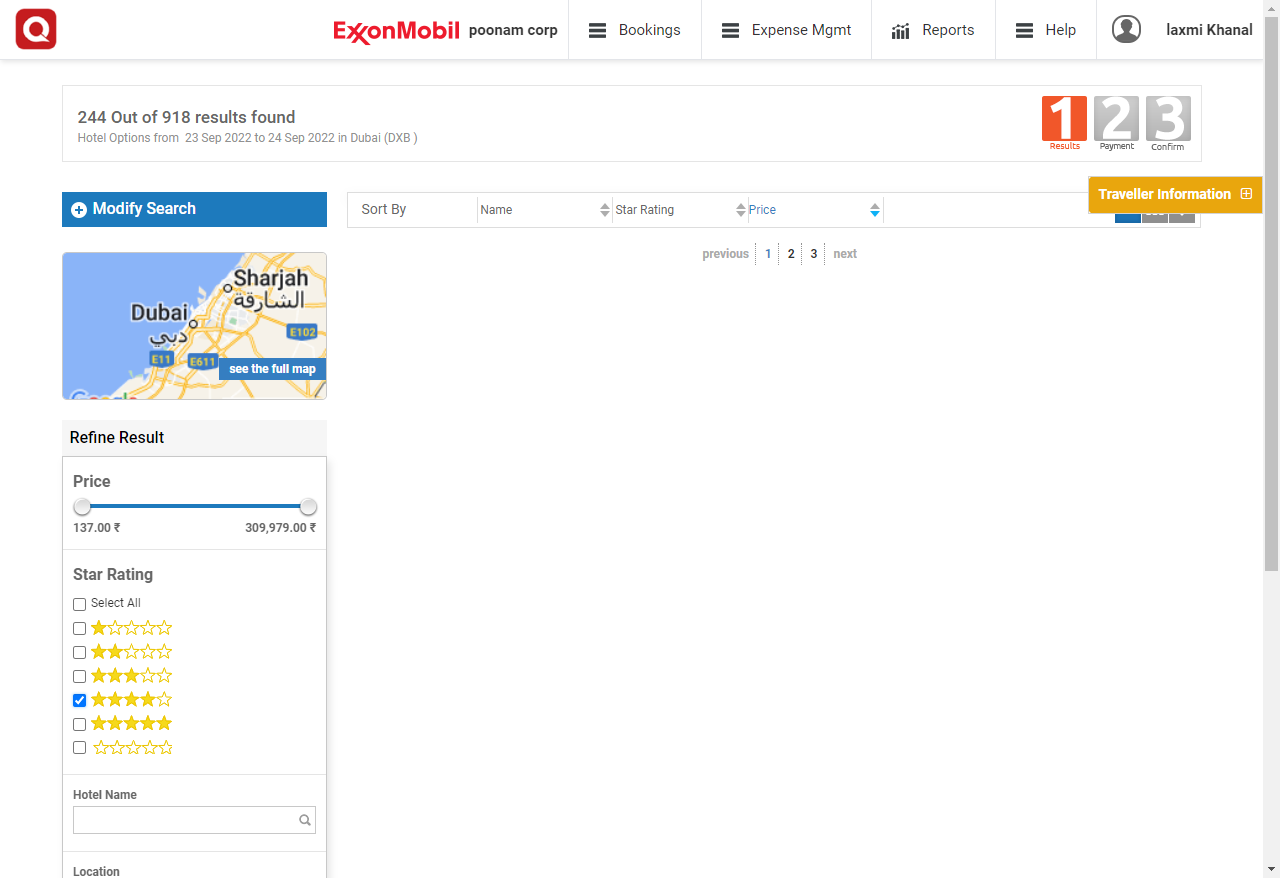 Q
ExxonMobil poonam corp Bookings Expense Mgmt Reports Help laxmi Khanal
244 Out of 918 results found
Hotel Options from 23 Sep 2022 to 24 Sep 2022 in Dubai (DXB )
1 2 3
Results Payment Confirm
Traveller Information
Modify Search
Sort By Name Star Rating Price
previous 1 2 3 next
Sharjah
الشارقة
Dubai
دبي
E102
E11 E611
see the full map
Google
Refine Result
Price
137.00 ₹ 309,979.00 ₹
Star Rating
Select All
Hotel Name
Location